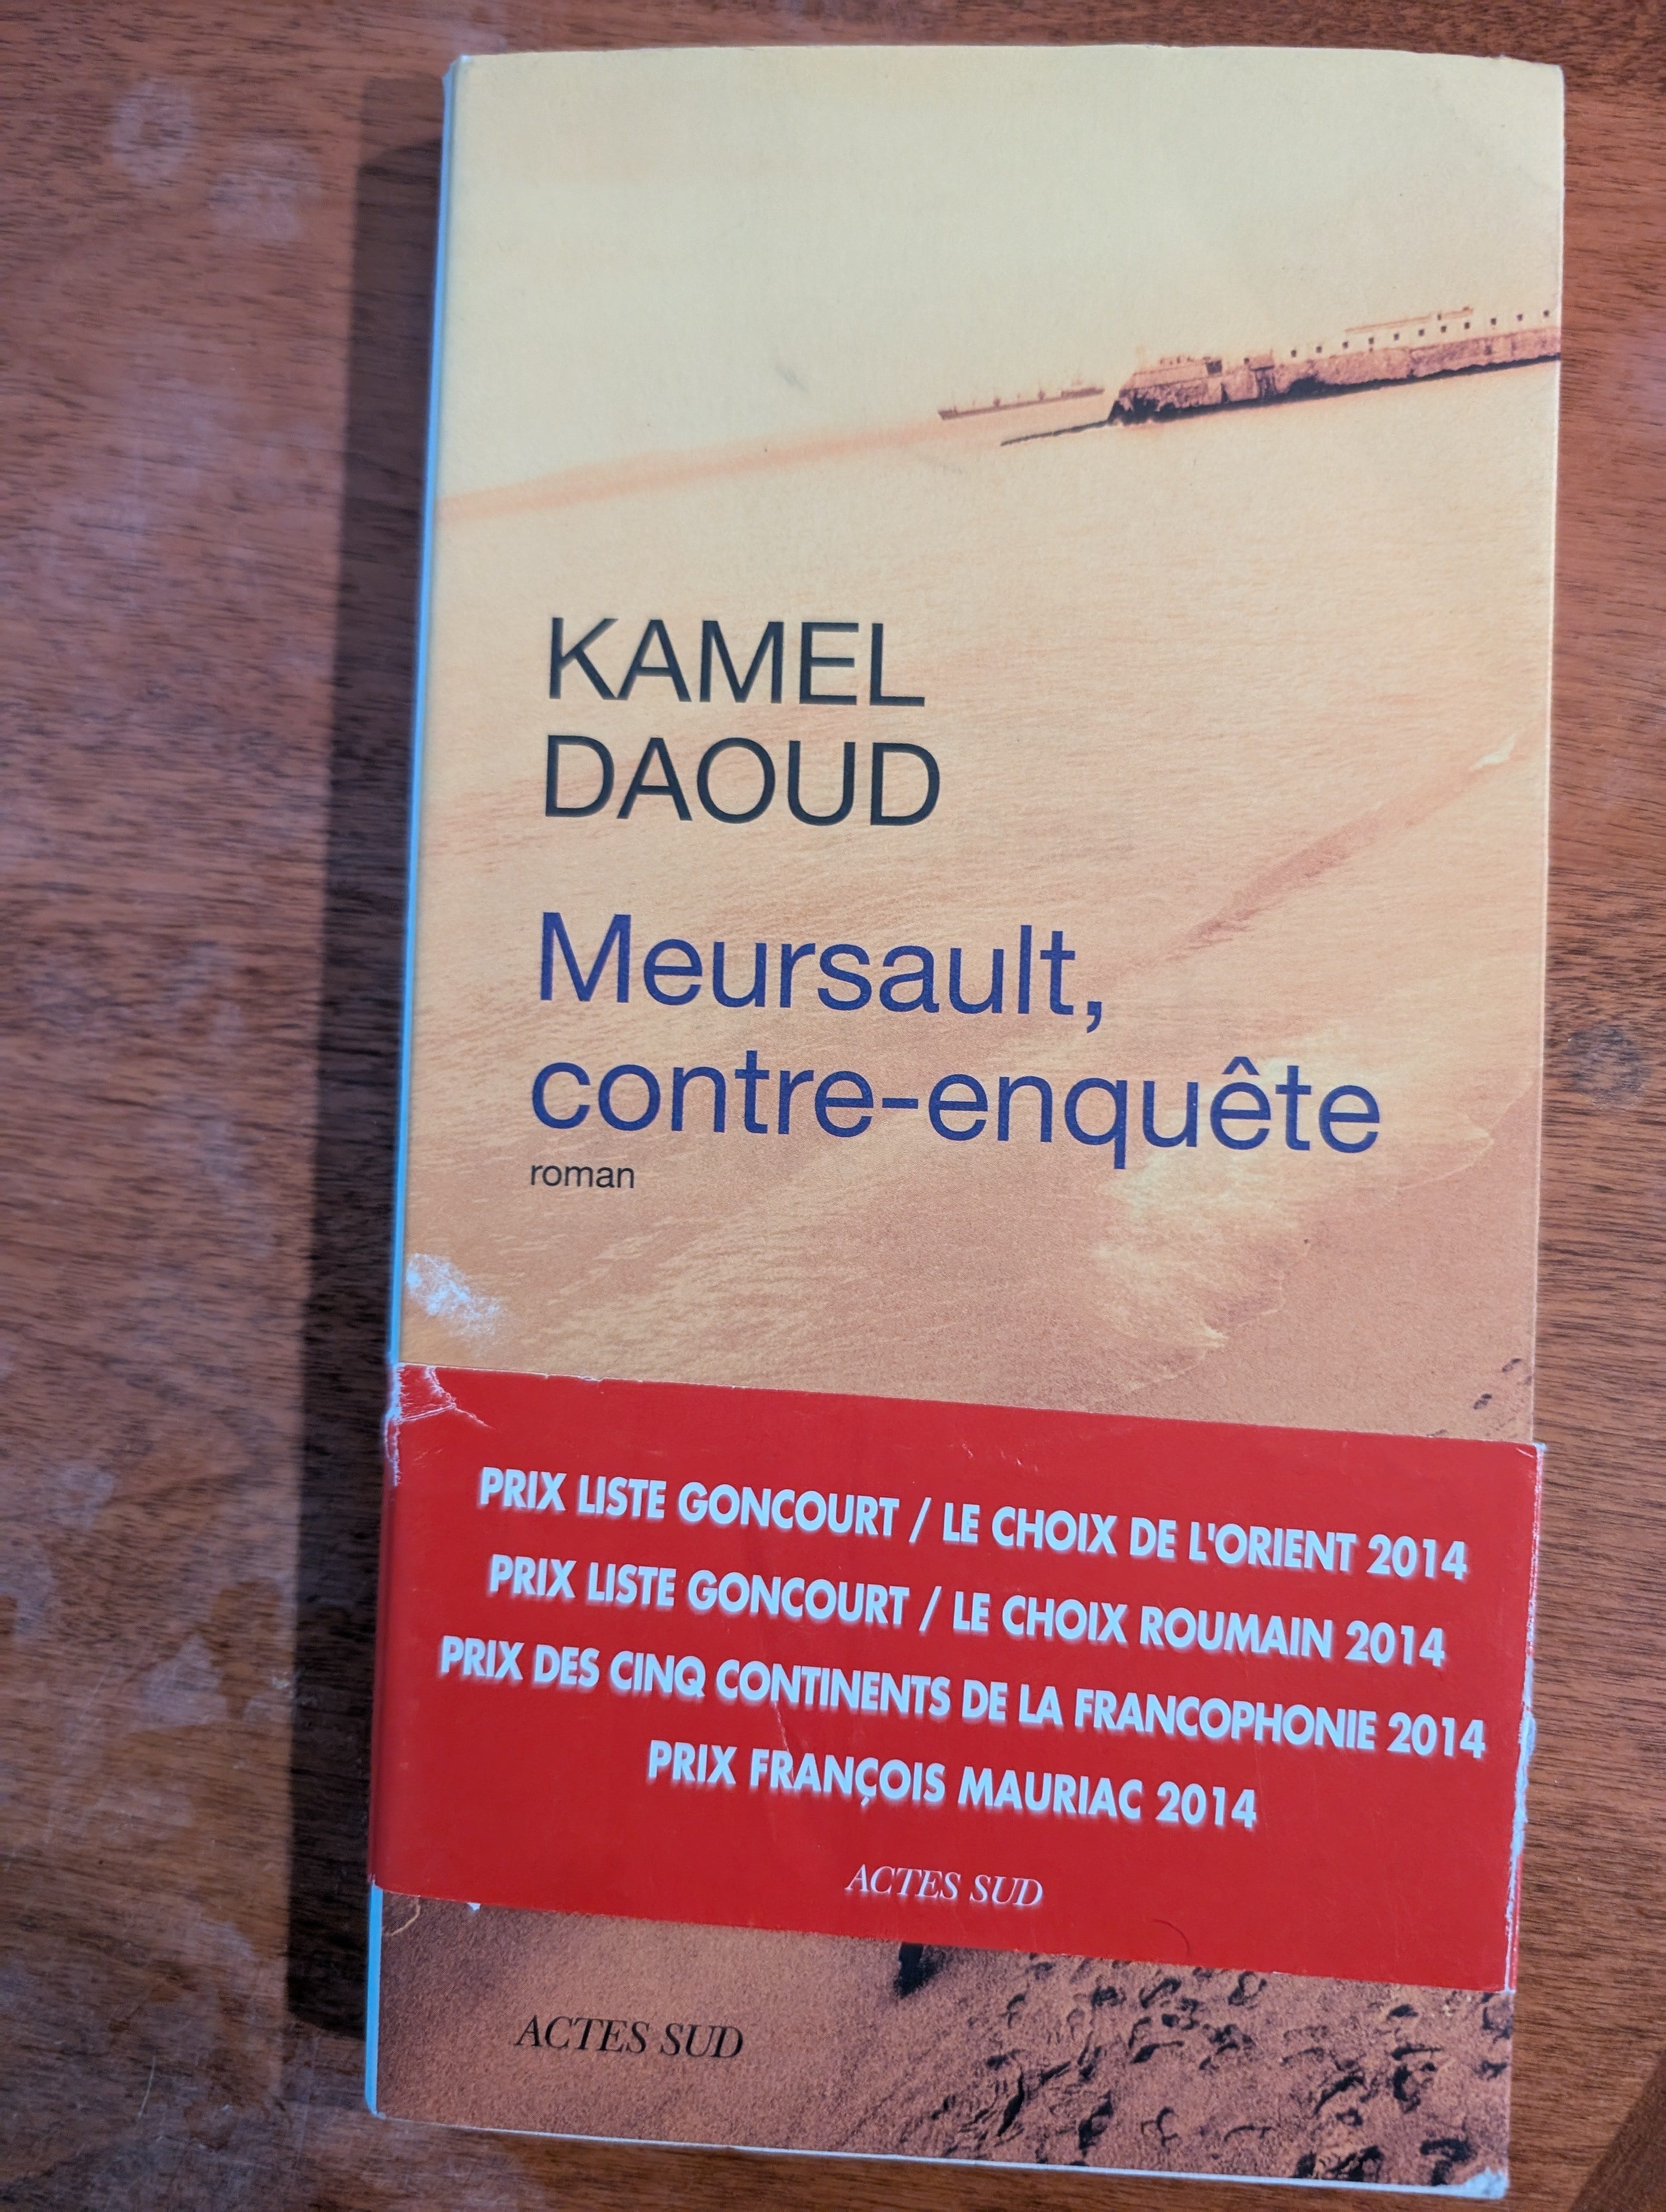 KAMEL
DAOUD
Meursault,
contre-enquête
roman
PRIX LISTE GONCOURT / LE CHOIX DE L'ORIENT 2014
PRIX LISTE GONCOURT / LE CHOIX ROUMAIN 2014
PRIX DES CINQ CONTINENTS DE LA FRANCOPHONIE 2014
PRIX FRANÇOIS MAURIAC 2014
ACTES SUD
ACTES SUD